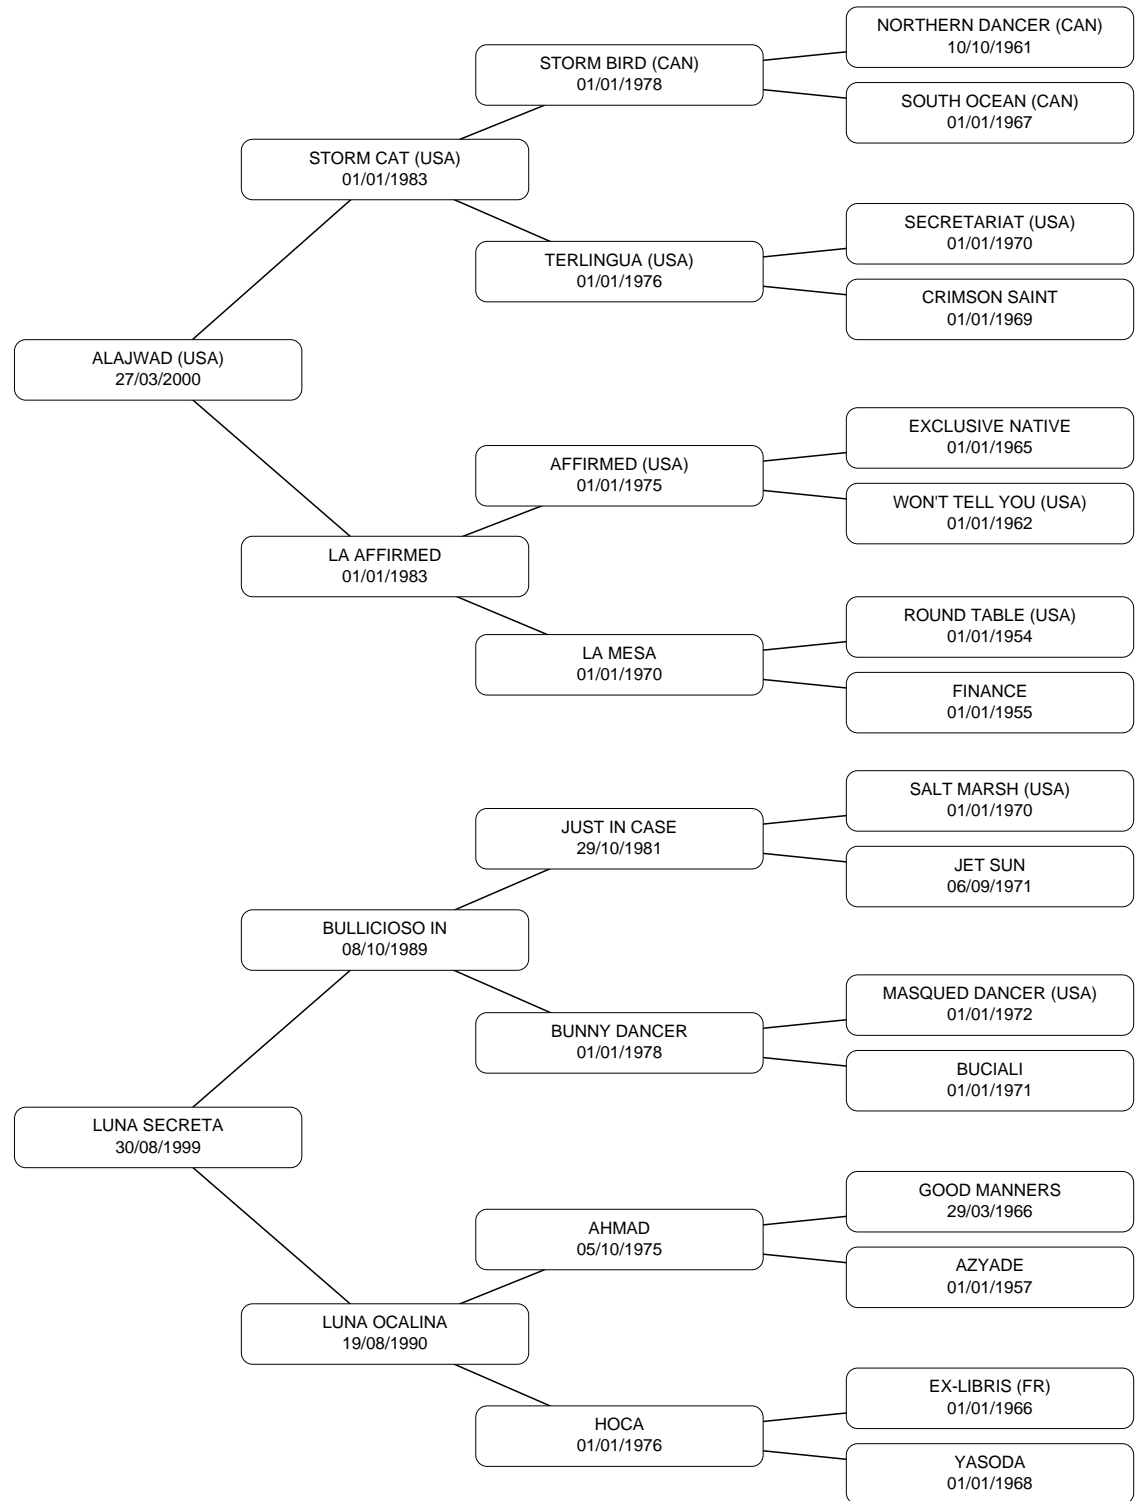 NORTHERN DANCER (CAN)
10/10/1961
STORM BIRD (CAN)
01/01/1978
SOUTH OCEAN (CAN)
01/01/1967
STORM CAT (USA)
01/01/1983
SECRETARIAT (USA)
01/01/1970
TERLINGUA (USA)
01/01/1976
CRIMSON SAINT
01/01/1969
ALAJWAD (USA)
27/03/2000
EXCLUSIVE NATIVE
01/01/1965
AFFIRMED (USA)
01/01/1975
WON'T TELL YOU (USA)
01/01/1962
LA AFFIRMED
01/01/1983
ROUND TABLE (USA)
01/01/1954
LA MESA
01/01/1970
FINANCE
01/01/1955
SALT MARSH (USA)
01/01/1970
JUST IN CASE
29/10/1981
JET SUN
06/09/1971
BULLICIOSO IN
08/10/1989
MASQUED DANCER (USA)
01/01/1972
BUNNY DANCER
01/01/1978
BUCIALI
01/01/1971
LUNA SECRETA
30/08/1999
GOOD MANNERS
29/03/1966
AHMAD
05/10/1975
AZYADE
01/01/1957
LUNA OCALINA
19/08/1990
EX-LIBRIS (FR)
01/01/1966
HOCA
01/01/1976
YASODA
01/01/1968